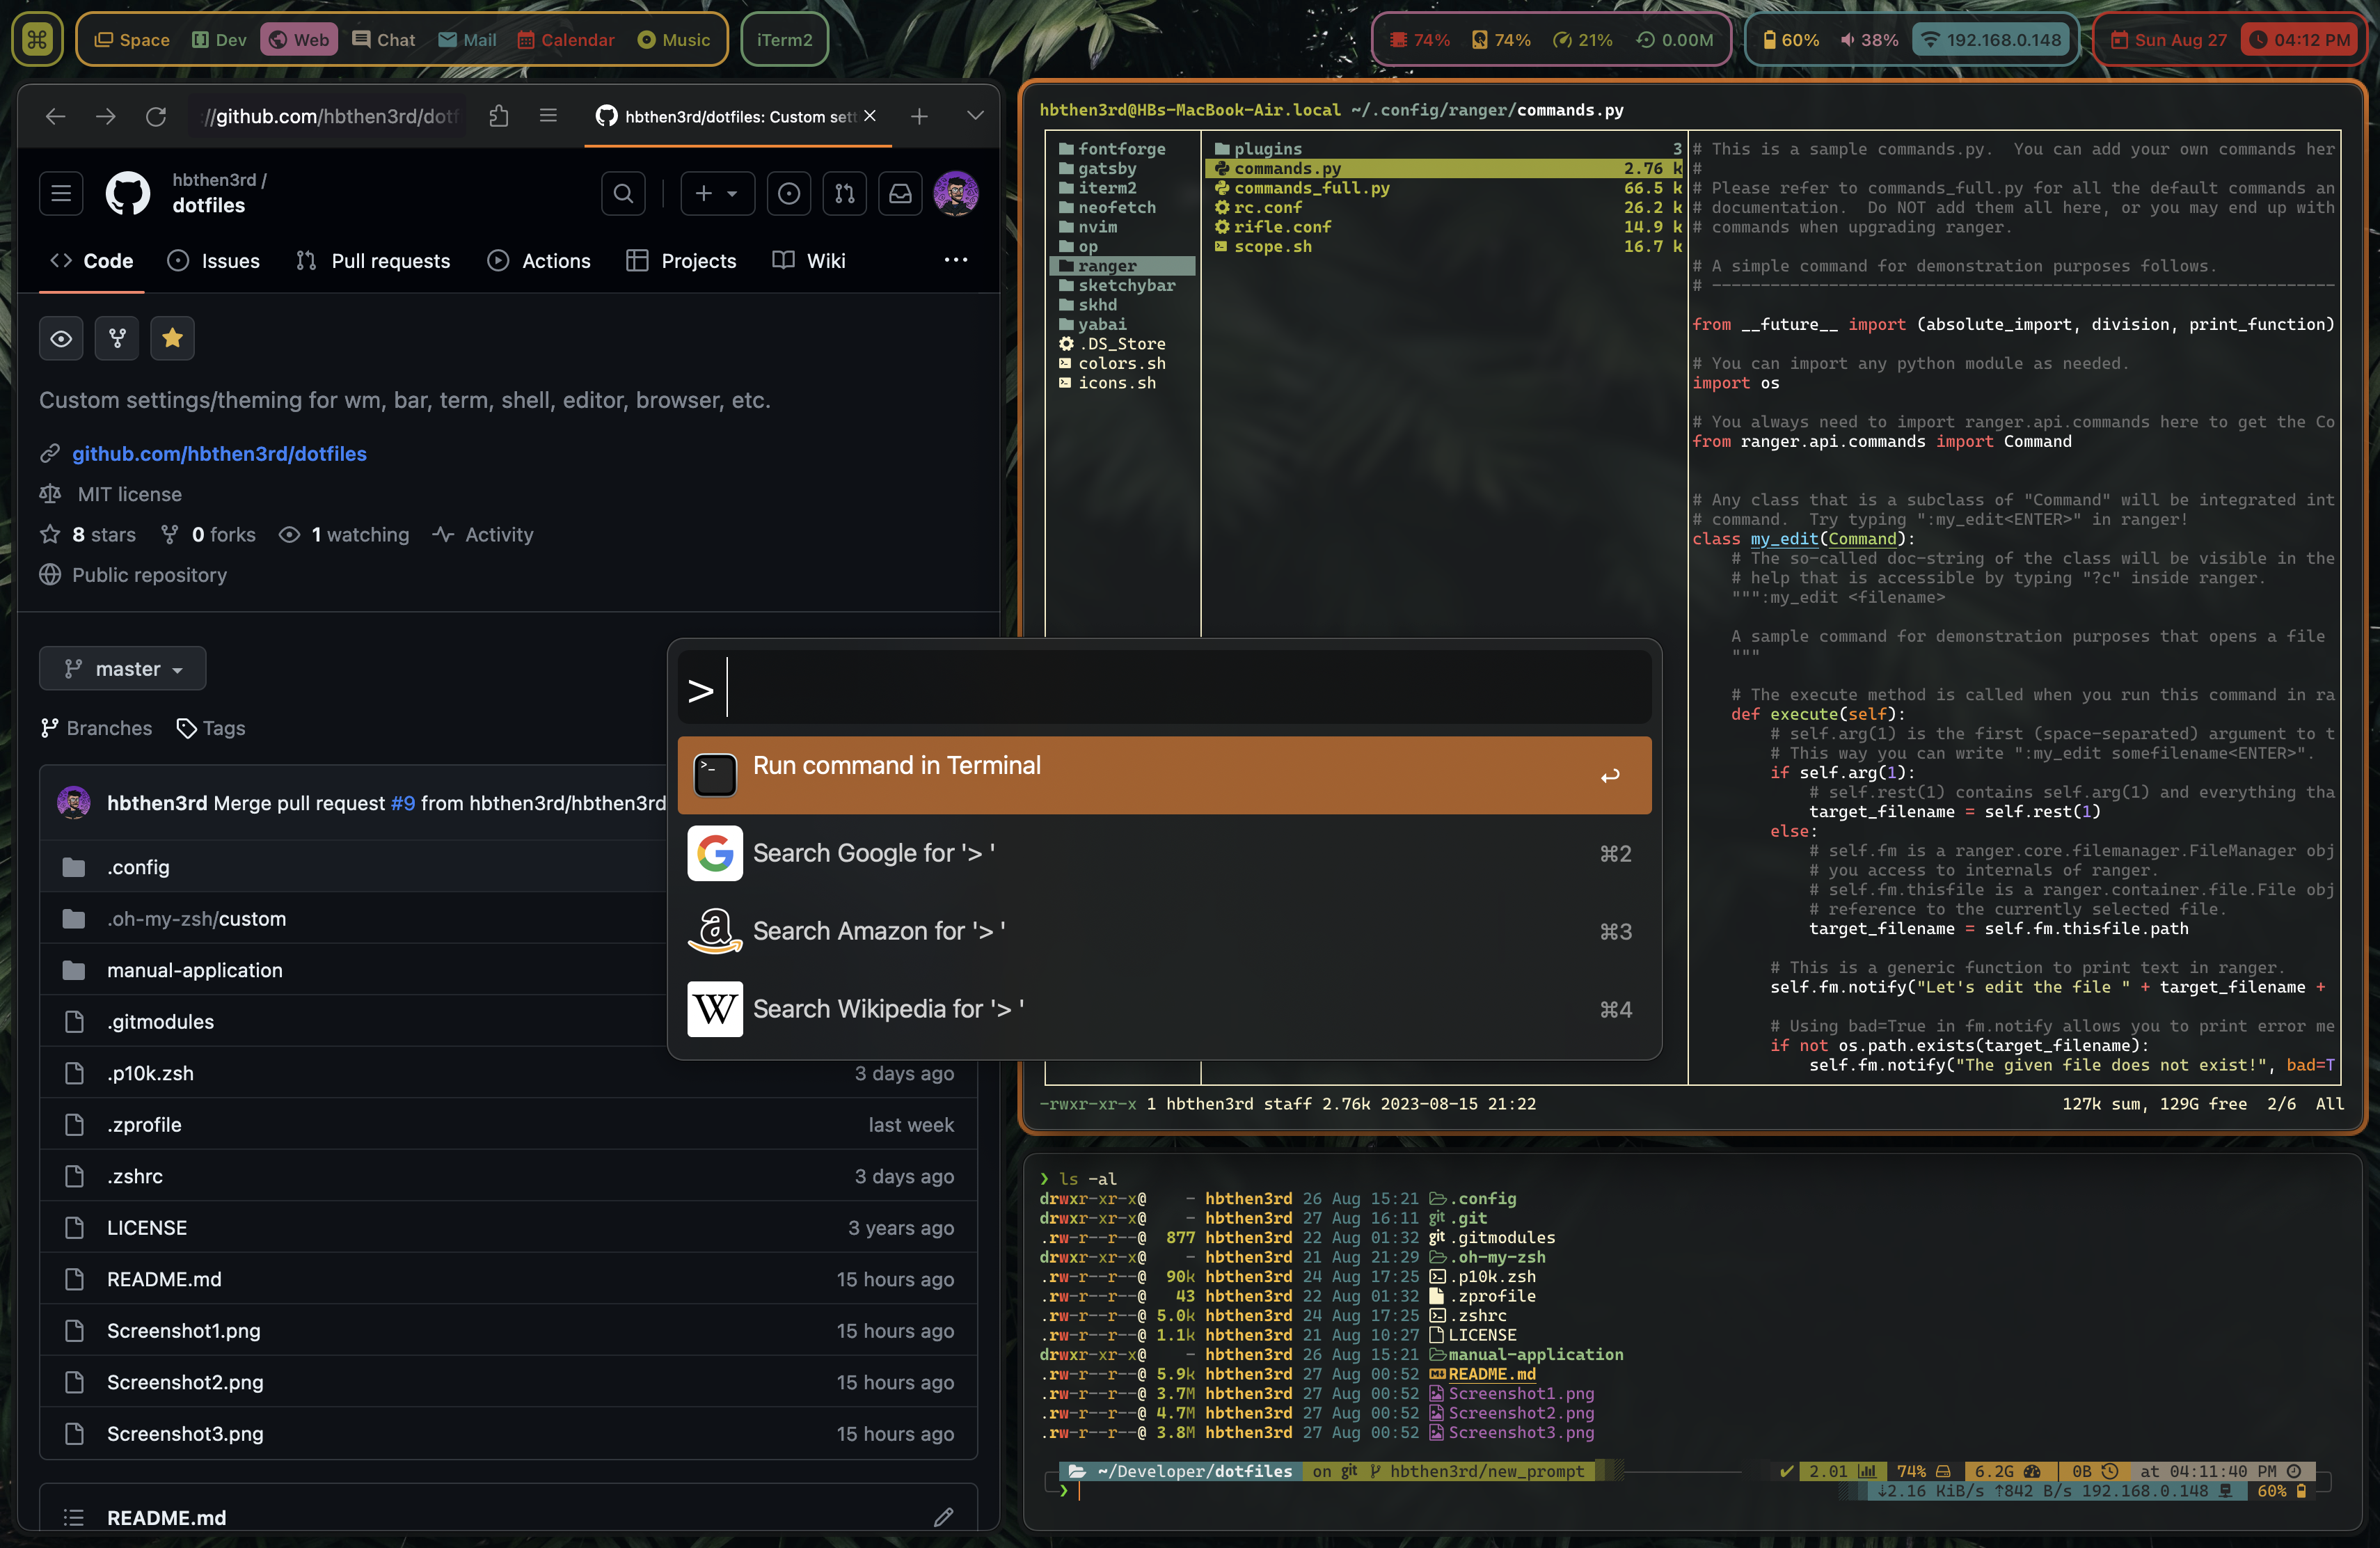 Space Dev Web Chat Mail Calendar Music iTerm2 74% 74% 21% 0.00M 60% 38% 192.168.0.148 Sun Aug 27 04:12 PM
://github.com/hbthen3rd/dotf hbthen3rd/dotfiles: Custom sett
hbthen3rd /
dotfiles
Code Issues Pull requests Actions Projects Wiki
Custom settings/theming for wm, bar, term, shell, editor, browser, etc.
github.com/hbthen3rd/dotfiles
MIT license
8 stars 0 forks 1 watching Activity
Public repository
master
Branches Tags
hbthen3rd Merge pull request #9 from hbthen3rd/hbthen3rd
.config
.oh-my-zsh/custom
manual-application
.gitmodules
.p10k.zsh 3 days ago
.zprofile last week
.zshrc 3 days ago
LICENSE 3 years ago
README.md 15 hours ago
Screenshot1.png 15 hours ago
Screenshot2.png 15 hours ago
Screenshot3.png 15 hours ago
README.md
>
Run command in Terminal
Search Google for '> ' ⌘2
Search Amazon for '> ' ⌘3
Search Wikipedia for '> ' ⌘4
hbthen3rd@HBs-MacBook-Air.local ~/.config/ranger/commands.py
fontforge
gatsby
iterm2
neofetch
nvim
op
ranger
sketchybar
skhd
yabai
.DS_Store
colors.sh
icons.sh
plugins 3
commands.py 2.76 k
commands_full.py 66.5 k
rc.conf 26.2 k
rifle.conf 14.9 k
scope.sh 16.7 k
# This is a sample commands.py.  You can add your own commands her
#
# Please refer to commands_full.py for all the default commands an
# documentation.  Do NOT add them all here, or you may end up with
# commands when upgrading ranger.
# A simple command for demonstration purposes follows.
# ----------------------------------------------------------------
from __future__ import (absolute_import, division, print_function)
# You can import any python module as needed.
import os
# You always need to import ranger.api.commands here to get the Co
from ranger.api.commands import Command
# Any class that is a subclass of "Command" will be integrated int
# command.  Try typing ":my_edit<ENTER>" in ranger!
class my_edit(Command):
# The so-called doc-string of the class will be visible in the
# help that is accessible by typing "?c" inside ranger.
""":my_edit <filename>
A sample command for demonstration purposes that opens a file
"""
# The execute method is called when you run this command in ra
def execute(self):
# self.arg(1) is the first (space-separated) argument to t
# This way you can write ":my_edit somefilename<ENTER>".
if self.arg(1):
# self.rest(1) contains self.arg(1) and everything tha
target_filename = self.rest(1)
else:
# self.fm is a ranger.core.filemanager.FileManager obj
# you access to internals of ranger.
# self.fm.thisfile is a ranger.container.file.File obj
# reference to the currently selected file.
target_filename = self.fm.thisfile.path
# This is a generic function to print text in ranger.
self.fm.notify("Let's edit the file " + target_filename +
# Using bad=True in fm.notify allows you to print error me
if not os.path.exists(target_filename):
self.fm.notify("The given file does not exist!", bad=T
-rwxr-xr-x 1 hbthen3rd staff 2.76k 2023-08-15 21:22 127k sum, 129G free 2/6 All
❯ ls -al
drwxr-xr-x@ - hbthen3rd 26 Aug 15:21 .config
drwxr-xr-x@ - hbthen3rd 27 Aug 16:11 git .git
.rw-r--r--@ 877 hbthen3rd 22 Aug 01:32 git .gitmodules
drwxr-xr-x@ - hbthen3rd 21 Aug 21:29 .oh-my-zsh
.rw-r--r--@ 90k hbthen3rd 24 Aug 17:25 .p10k.zsh
.rw-r--r--@ 43 hbthen3rd 22 Aug 01:32 .zprofile
.rw-r--r--@ 5.0k hbthen3rd 24 Aug 17:25 .zshrc
.rw-r--r--@ 1.1k hbthen3rd 21 Aug 10:27 LICENSE
drwxr-xr-x@ - hbthen3rd 26 Aug 15:21 manual-application
.rw-r--r--@ 5.9k hbthen3rd 27 Aug 00:52 README.md
.rw-r--r--@ 3.7M hbthen3rd 27 Aug 00:52 Screenshot1.png
.rw-r--r--@ 4.7M hbthen3rd 27 Aug 00:52 Screenshot2.png
.rw-r--r--@ 3.8M hbthen3rd 27 Aug 00:52 Screenshot3.png
~/Developer/dotfiles on git hbthen3rd/new_prompt ✔ 2.01 74% 6.2G 0B at 04:11:40 PM
❯ ↓2.16 KiB/s ↑842 B/s 192.168.0.148 60%